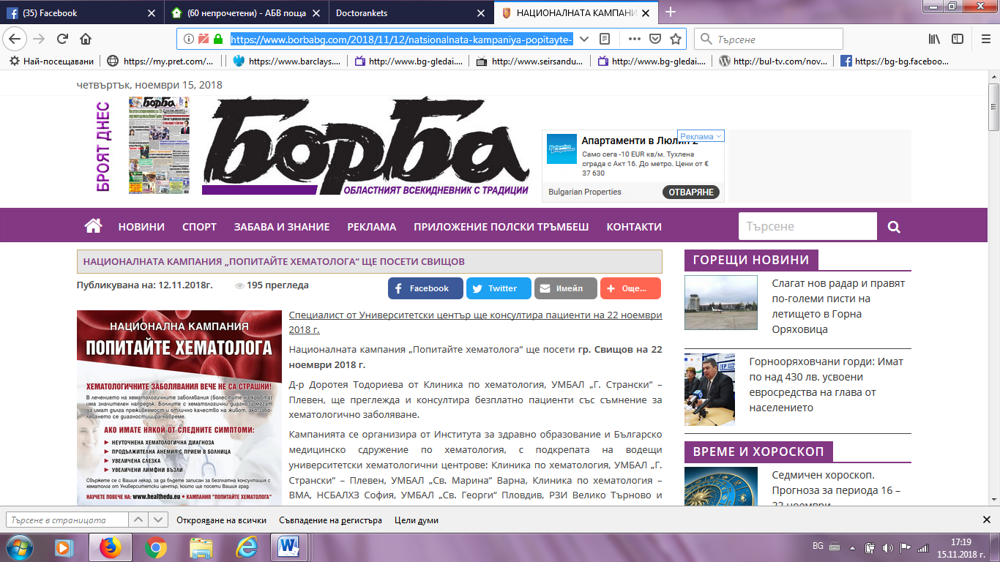 (35) Facebook
(60 непрочетени) - АБВ поща
Doctorankets
НАЦИОНАЛНАТА КАМПАНИ
https://www.borbabg.com/2018/11/12/natsionalnata-kampaniya-popitayte-
Търсене
Най-посещавани
https://my.pret.com/...
https://www.barclays....
http://www.bg-gledai....
http://www.seirsandu...
http://www.bg-gledai....
http://bul-tv.com/nov...
https://bg-bg.faceboo...
четвъртък, ноември 15, 2018
БРОЯТ ДНЕС
Борба
ОБЛАСТНИЯТ ВСЕКИДНЕВНИК С ТРАДИЦИИ
Реклама
Апартаменти в Люлин 2
Само сега -10 EUR кв/м. Тухлена
сграда с Акт 16. До метро. Цени от €
37 630
Bulgarian Properties
ОТВАРЯНЕ
НОВИНИ
СПОРТ
ЗАБАВА И ЗНАНИЕ
РЕКЛАМА
ПРИЛОЖЕНИЕ ПОЛСКИ ТРЪМБЕШ
КОНТАКТИ
Търсене
НАЦИОНАЛНАТА КАМПАНИЯ „ПОПИТАЙТЕ ХЕМАТОЛОГА“ ЩЕ ПОСЕТИ СВИЩОВ
Публикувана на: 12.11.2018г.
195 прегледа
Facebook
Twitter
Имейл
Още...
НАЦИОНАЛНА КАМПАНИЯ
ПОПИТАЙТЕ ХЕМАТОЛОГА
ХЕМАТОЛОГИЧНИТЕ ЗАБОЛЯВАНИЯ ВЕЧЕ НЕ СА СТРАШНИ!
В лечението на хематологичните заболявания (болестите на кръвта)
има значителен напредък. Болните с хематологични диагнози могат
да имат дълга преживяемост и отлично качество на живот, ако забо-
ляването се диагностицира навреме.
АКО ИМАТЕ НЯКОЙ ОТ СЛЕДНИТЕ СИМПТОМИ:
НЕУТОЧНЕНА ХЕМАТОЛОГИЧНА ДИАГНОЗА
ПРОДЪЛЖИТЕЛНА АНЕМИЯ С ПРИЕМ В БОЛНИЦА
УВЕЛИЧЕНА СЛЕЗКА
УВЕЛИЧЕНИ ЛИМФНИ ВЪЗЛИ
Свържете се с Вашия лекар, за да бъдете записан за безплатна консултация с
хематолог от Университетски център, който ще посети Вашия град.
НАУЧЕТЕ ПОВЕЧЕ НА: www.healthedu.eu • КАМПАНИЯ "ПОПИТАЙТЕ ХЕМАТОЛОГА"
Специалист от Университетски център ще консултира пациенти на 22 ноември
2018 г.
Националната кампания „Попитайте хематолога“ ще посети гр. Свищов на 22
ноември 2018 г.
Д-р Доротея Тодориева от Клиника по хематология, УМБАЛ „Г. Странски“ –
Плевен, ще преглежда и консултира безплатно пациенти със съмнение за
хематологично заболяване.
Кампанията се организира от Института за здравно образование и Българско
медицинско сдружение по хематология, с подкрепата на водещи
университетски хематологични центрове: Клиника по хематология, УМБАЛ „Г.
Странски“ – Плевен, УМБАЛ „Св. Марина“ Варна, Клиника по хематология –
ВМА, НСБАЛХЗ София, УМБАЛ „Св. Георги“ Пловдив, РЗИ Велико Търново и
ГОРЕЩИ НОВИНИ
Слагат нов радар и правят
по-големи писти на
летището в Горна
Оряховица
Горнооряховчани горди: Имат
по над 430 лв. усвоени
евросредства на глава от
населението
ВРЕМЕ И ХОРОСКОП
Седмичен хороскоп.
Прогноза за периода 16 –
22 ноември
Търсене в страницата
Открояване на всички
Съвпадение на регистъра
Цели думи
BG
17:19
15.11.2018 г.